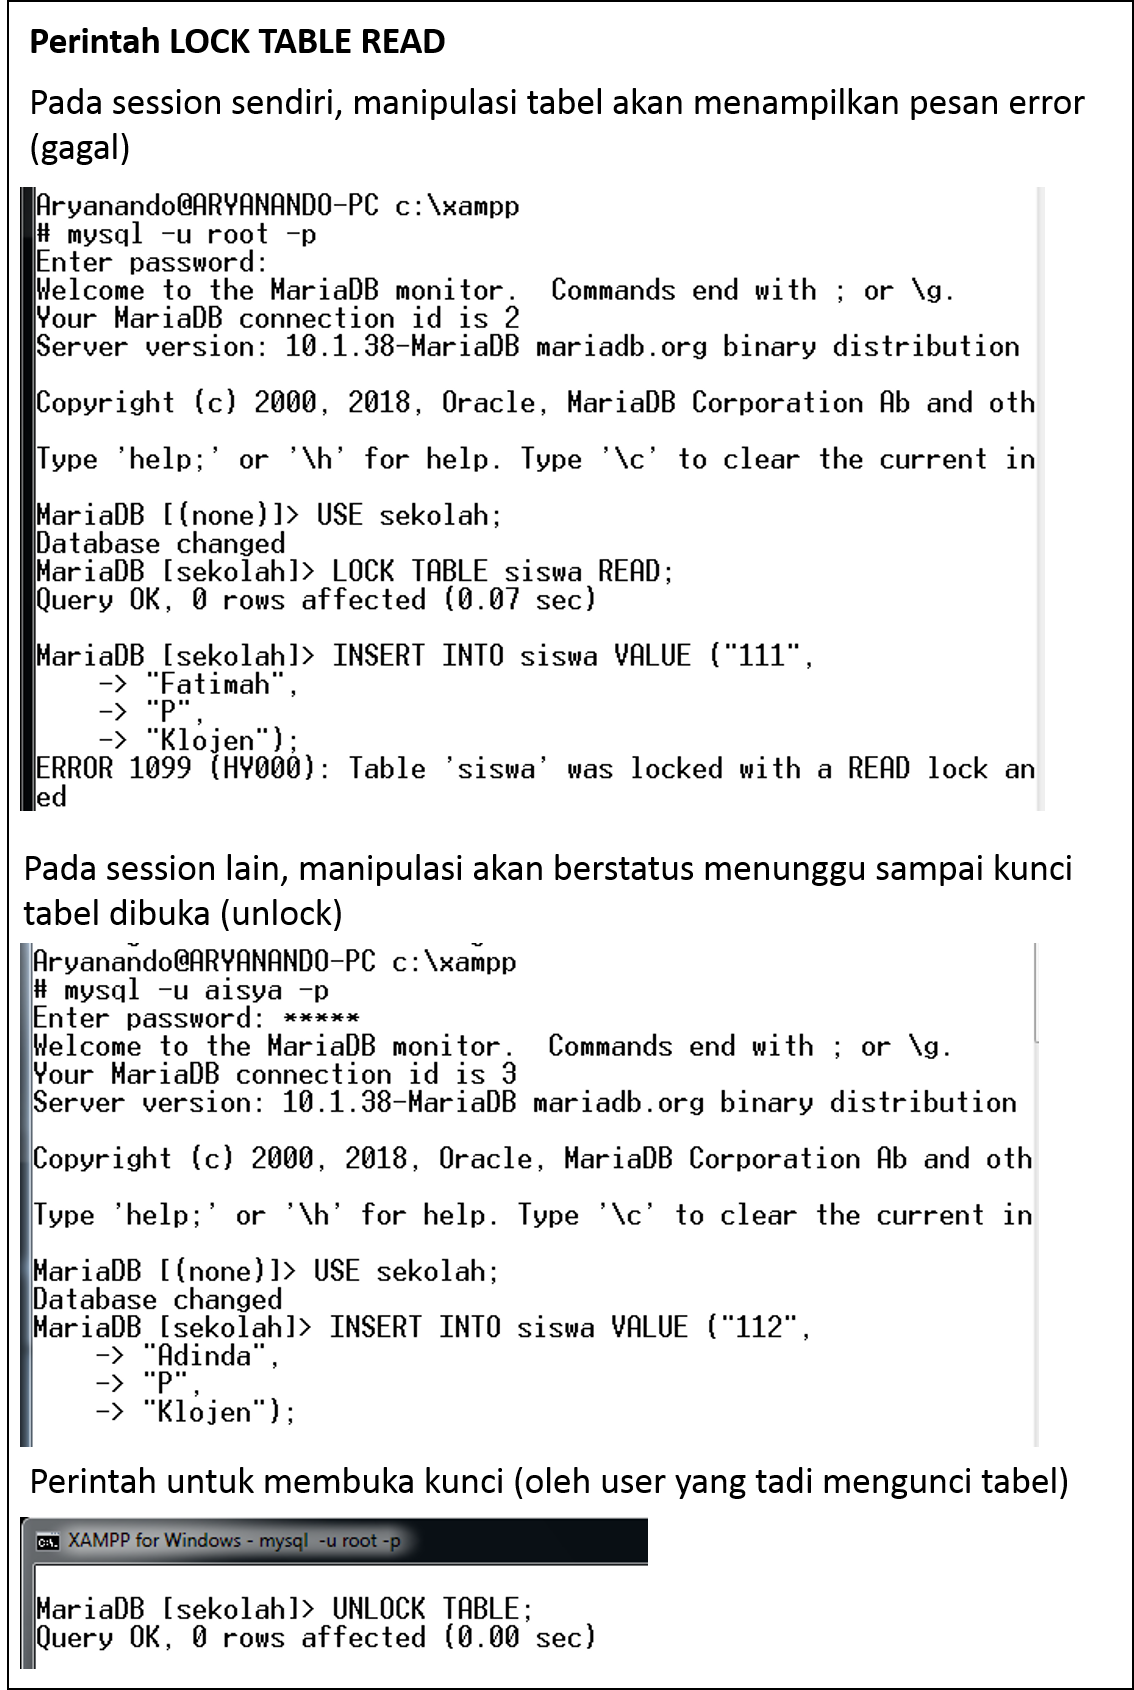 Perintah LOCK TABLE READ
Pada session sendiri, manipulasi tabel akan menampilkan pesan error
(gagal)
Aryanando@ARYANANDO-PC c:\xampp
# mysql -u root -p
Enter password:
Welcome to the MariaDB monitor.  Commands end with ; or \g.
Your MariaDB connection id is 2
Server version: 10.1.38-MariaDB mariadb.org binary distribution
Copyright (c) 2000, 2018, Oracle, MariaDB Corporation Ab and oth
Type 'help;' or '\h' for help. Type '\c' to clear the current in
MariaDB [(none)]> USE sekolah;
Database changed
MariaDB [sekolah]> LOCK TABLE siswa READ;
Query OK, 0 rows affected (0.07 sec)
MariaDB [sekolah]> INSERT INTO siswa VALUE ("111",
-> "Fatimah",
-> "P",
-> "Klojen");
ERROR 1099 (HY000): Table 'siswa' was locked with a READ lock an
ed
Pada session lain, manipulasi akan berstatus menunggu sampai kunci
tabel dibuka (unlock)
Aryanando@ARYANANDO-PC c:\xampp
# mysql -u aisya -p
Enter password: *****
Welcome to the MariaDB monitor.  Commands end with ; or \g.
Your MariaDB connection id is 3
Server version: 10.1.38-MariaDB mariadb.org binary distribution
Copyright (c) 2000, 2018, Oracle, MariaDB Corporation Ab and oth
Type 'help;' or '\h' for help. Type '\c' to clear the current in
MariaDB [(none)]> USE sekolah;
Database changed
MariaDB [sekolah]> INSERT INTO siswa VALUE ("112",
-> "Adinda",
-> "P",
-> "Klojen");
Perintah untuk membuka kunci (oleh user yang tadi mengunci tabel)
XAMPP for Windows - mysql  -u root -p
MariaDB [sekolah]> UNLOCK TABLE;
Query OK, 0 rows affected (0.00 sec)